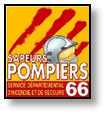 SAPEURS
POMPIERS
SERVICE DÉPARTEMENTAL
D'INCENDIE ET DE SECOURS
66